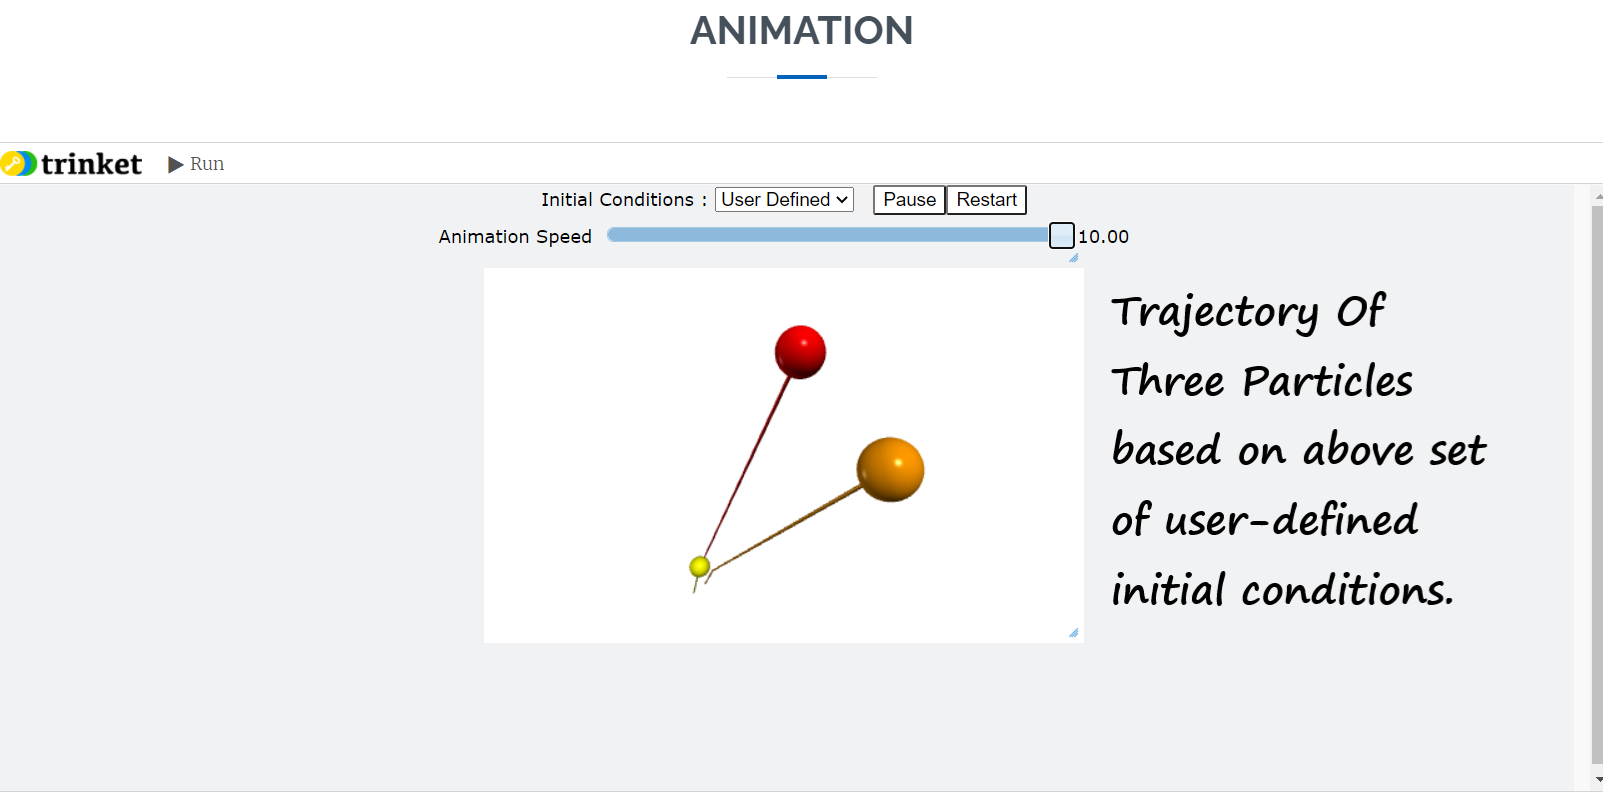 ANIMATION
trinket Run
Initial Conditions : User Defined Pause Restart
Animation Speed 10.00
Trajectory Of
Three Particles
based on above set
of user-defined
initial conditions.